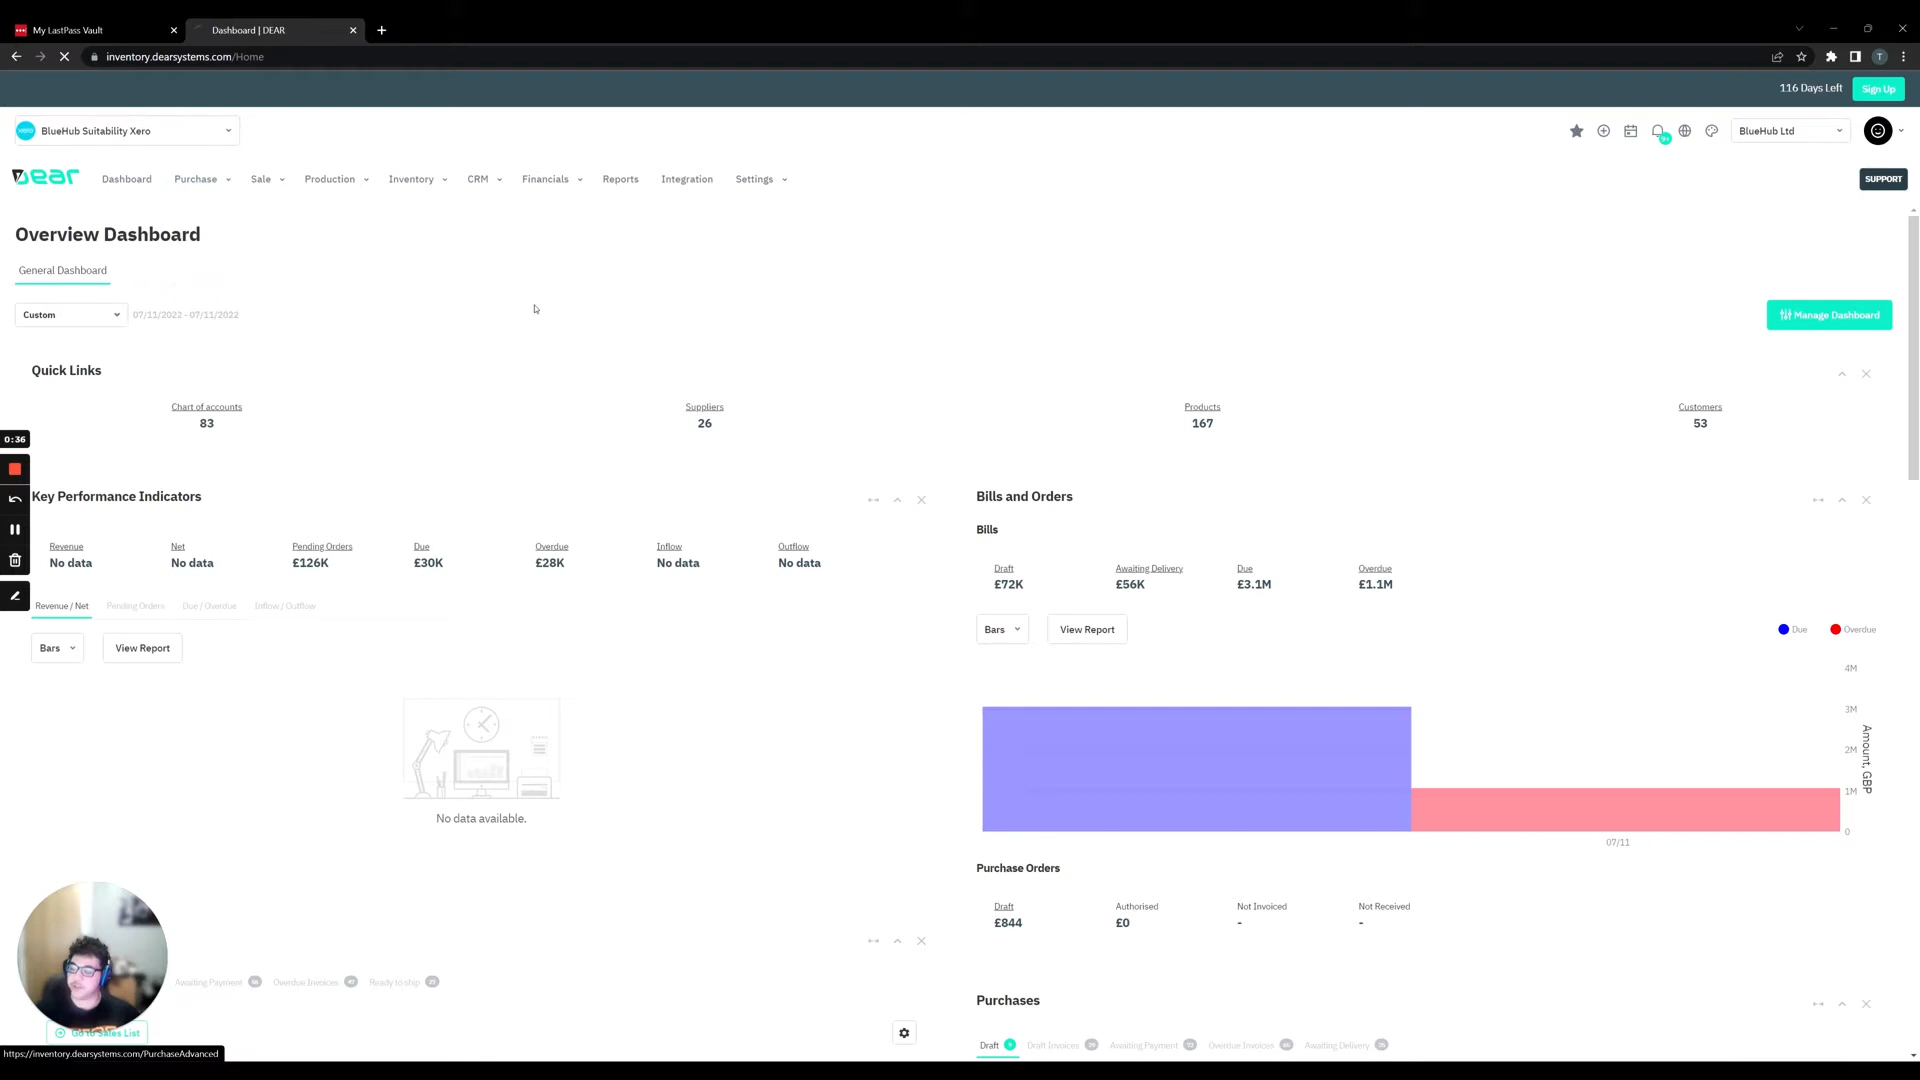 My LastPass Vault
Dashboard | DEAR
inventory.dearsystems.com/Home
116 Days Left
Sign Up
xero
BlueHub Suitability Xero
9+
BlueHub Ltd
DEAR
Dashboard
Purchase
Sale
Production
Inventory
CRM
Financials
Reports
Integration
Settings
SUPPORT
Overview Dashboard
General Dashboard
Custom
07/11/2022 - 07/11/2022
Manage Dashboard
Quick Links
Chart of accounts
83
Suppliers
26
Products
167
Customers
53
0:36
Key Performance Indicators
Revenue
No data
Net
No data
Pending Orders
£126K
Due
£30K
Overdue
£28K
Inflow
No data
Outflow
No data
Revenue / Net
Pending Orders
Due / Overdue
Inflow / Outflow
Bars
View Report
No data available.
Bills and Orders
Bills
Draft
£72K
Awaiting Delivery
£56K
Due
£3.1M
Overdue
£1.1M
Bars
View Report
Due
Overdue
4M
3M
2M
1M
0
Amount, GBP
07/11
Purchase Orders
Draft
£844
Authorised
£0
Not Invoiced
-
Not Received
-
Awaiting Payment
Overdue Invoices
Ready to ship
Go to Sales List
Purchases
Draft
Draft Invoices
Awaiting Payment
Overdue Invoices
Awaiting Delivery
https://inventory.dearsystems.com/PurchaseAdvanced